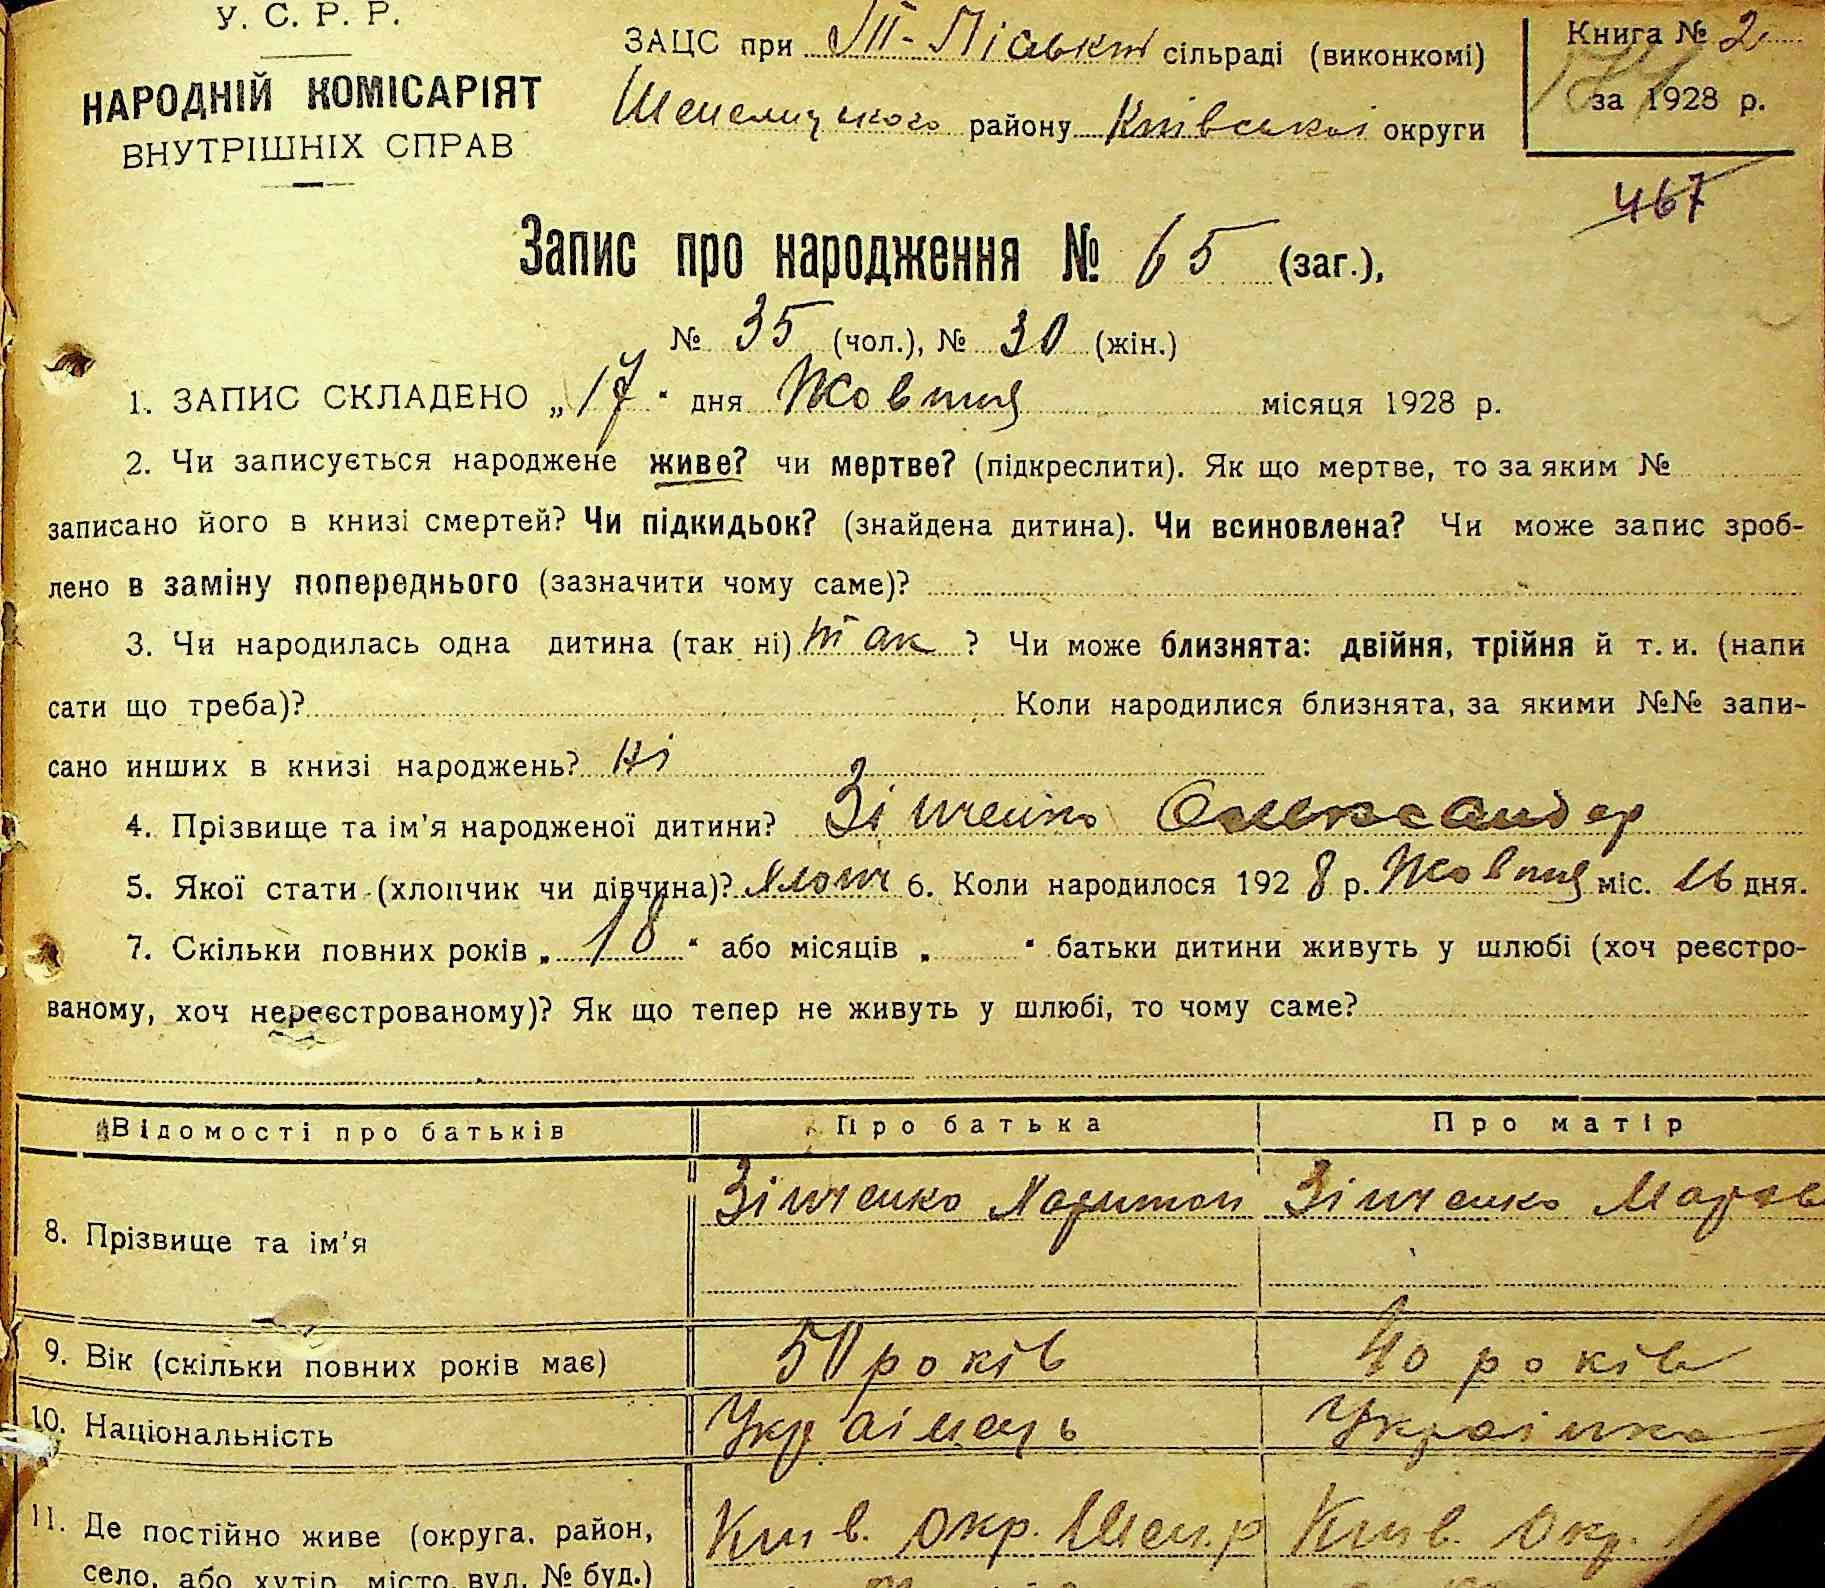 У. С. Р. Р.
НАРОДНІЙ КОМІСАРІЯТ
ВНУТРІШНІХ СПРАВ
ЗАЦС при сільраді (виконкомі)
району Київської округи
Книга № 2
за 1928 р.
467
Запис про народження № 65 (заг.),
№ 35 (чол.), № 30 (жін.)
1. ЗАПИС СКЛАДЕНО „17“ дня Жовтня місяця 1928 р.
2. Чи записується народжене живе? чи мертве? (підкреслити). Як що мертве, то за яким №
записано його в книзі смертей? Чи підкидьок? (знайдена дитина). Чи всиновлена? Чи може запис зроб-
лено в заміну попереднього (зазначити чому саме)?
3. Чи народилась одна дитина (так ні) так ? Чи може близнята: двійня, трійня й т. и. (напи
сати що треба)? Коли народилися близнята, за якими №№ запи-
сано инших в книзі народжень? ні
4. Прізвище та ім'я народженої дитини? Зінченко Олександер
5. Якої стати (хлопчик чи дівчина)? Хлопч 6. Коли народилося 1928 р. Жовтня міс. 16 дня.
7. Скільки повних років „18“ або місяців „ “ батьки дитини живуть у шлюбі (хоч реєстро-
ваному, хоч нереєстрованому)? Як що тепер не живуть у шлюбі, то чому саме?
Відомості про батьків Про батька Про матір
8. Прізвище та ім'я Зінченко Харитон Зінченко
9. Вік (скільки повних років має) 50 років 40 років
10. Національність Українець Українка
11. Де постійно живе (округа, район, Київ. окр. Шеп. р Київ. окр.
село, або хутір, місто, вул. № буд.)